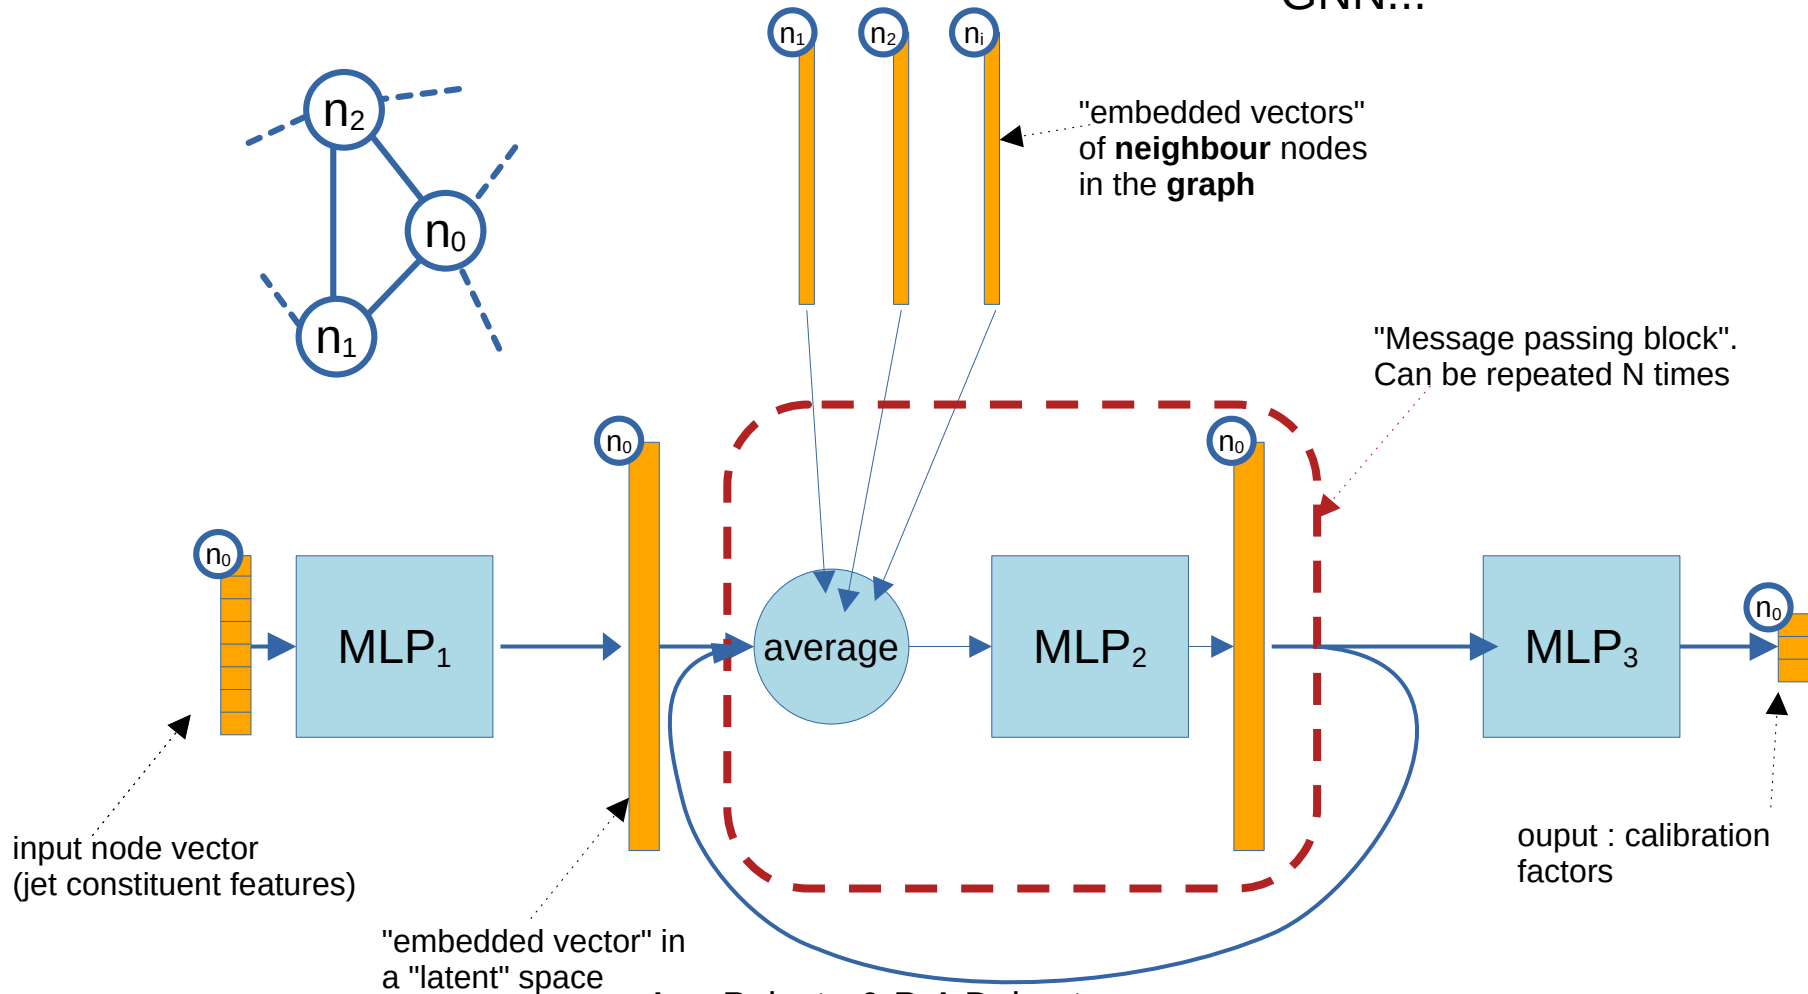 GNN...
n1 n2 ni
n2
"embedded vectors"
of neighbour nodes
in the graph
n0
n1
"Message passing block".
Can be repeated N times
n0
n0
n0
MLP1
average
MLP2
MLP3
n0
input node vector
(jet constituent features)
ouput : calibration
factors
"embedded vector" in
a "latent" space